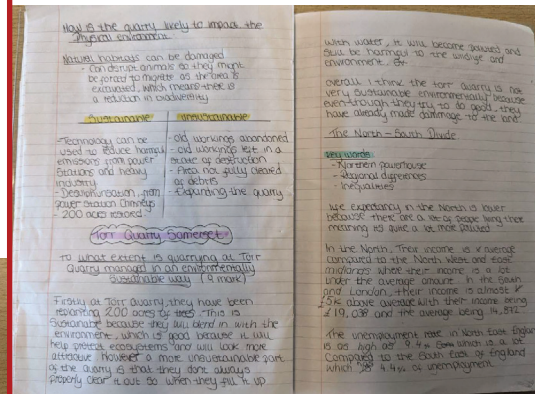 How is the quarry likely to impact the
Physical environment
Natural habitats can be damaged
- Can disrupt animals so they might
be forced to migrate as the area is
excavated, which means there is
a reduction in biodiversity
Sustainable
Unsustainable
- Technology can be
used to reduce harmful
emissions from power
stations and heavy
industry
- Desulphurisation from
power station chimneys
- 200 acres restored
- Old workings abandoned
- Old workings left in a
state of destruction
- Area not fully cleared
of debris
- Expanding the quarry
Torr Quarry Somerset
To what extent is quarrying at Torr
Quarry managed in an environmentally
sustainable way (9 mark)
Firstly at Torr Quarry, they have been
replanting 200 acres of trees. This is
sustainable because they will blend in with the
environment, which is good because it will
help protect ecosystems and will look more
attractive. However a more unsustainable part
of the quarry is that they dont always
properly clear it out so when they fill it up
with water, it will become polluted and
still be harmful to the wildlife and
environment.
Overall I think the torr quarry is not
very sustainable environmentally because
even though they try to do good, they
have already made dammage to the land.
The North - South Divide
Key words
- Northern powerhouse
- Regional differences
- Inequalities
Life expectancy in the North is lower
because there are a lot of people living there
meaning its quite a lot more polluted
In the North, Their income is average
compared to the North West and east
midlands where their income is a lot
under the average amount. In the South
and London, their income is almost
£5k above average with their income being
£19,038 and the average being 14,872
The unemployment rate in North East England
is as high as 9.4% which is a lot
compared to the South East of England
which is 4.4% of unemployment.